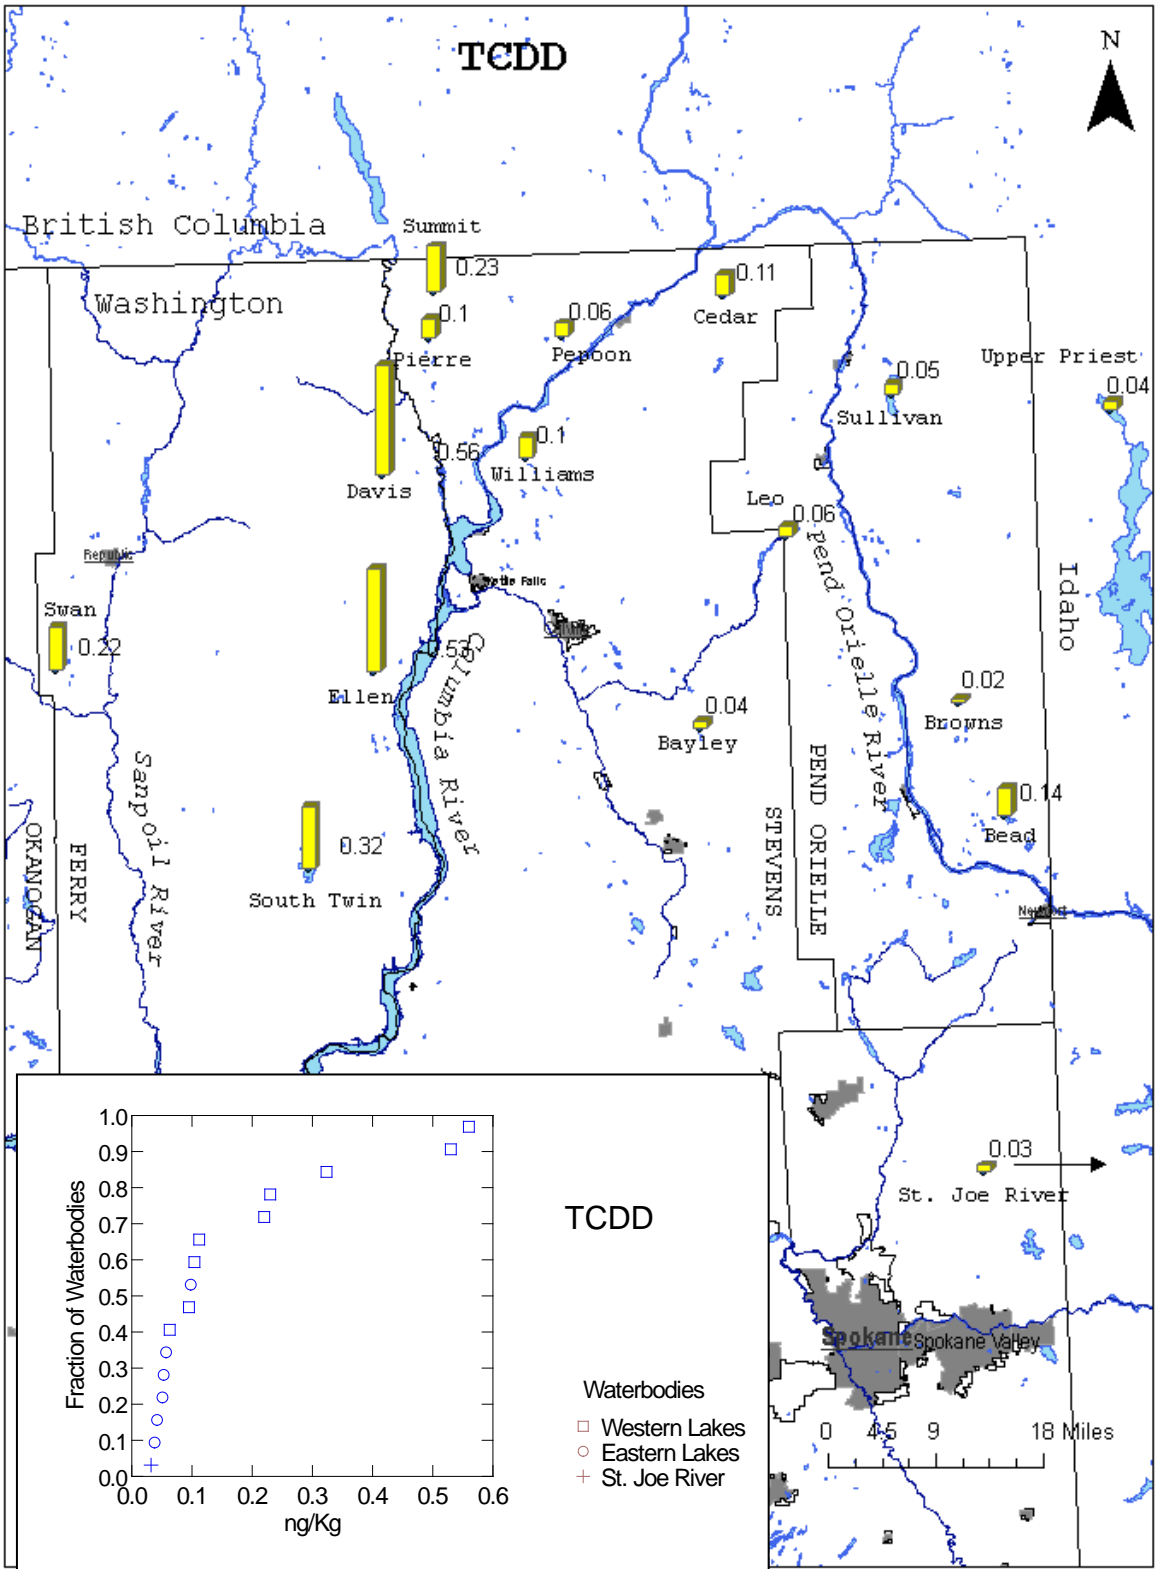 TCDD
N
British Columbia
Summit
0.23
Washington
0.11
Cedar
0.1
Pierre
0.06
Pepoon
Upper Priest
0.04
0.05
Sullivan
0.56
Davis
0.1
Williams
Leo
0.06
Republic
Pend Orielle River
Idaho
Swan
0.22
.53
Ellen
Columbia River
0.02
Browns
0.04
Bayley
Sanpoil River
PEND ORIELLE
STEVENS
0.14
Bead
OKANOGAN
FERRY
0.32
South Twin
0.03
St. Joe River
Spokane
Spokane Valley
0 4.5 9 18 Miles
TCDD
Fraction of Waterbodies
1.0
0.9
0.8
0.7
0.6
0.5
0.4
0.3
0.2
0.1
0.0
0.0 0.1 0.2 0.3 0.4 0.5 0.6
ng/Kg
Waterbodies
Western Lakes
Eastern Lakes
St. Joe River